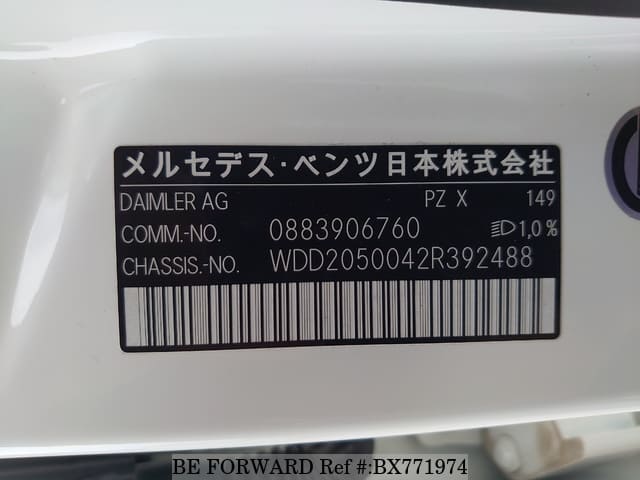 メルセデス・ベンツ日本株式会社
DAIMLER AG PZ X 149
COMM.-NO. 0883906760 1,0%
CHASSIS.-NO. WDD2050042R392488
BE FORWARD Ref #:BX771974